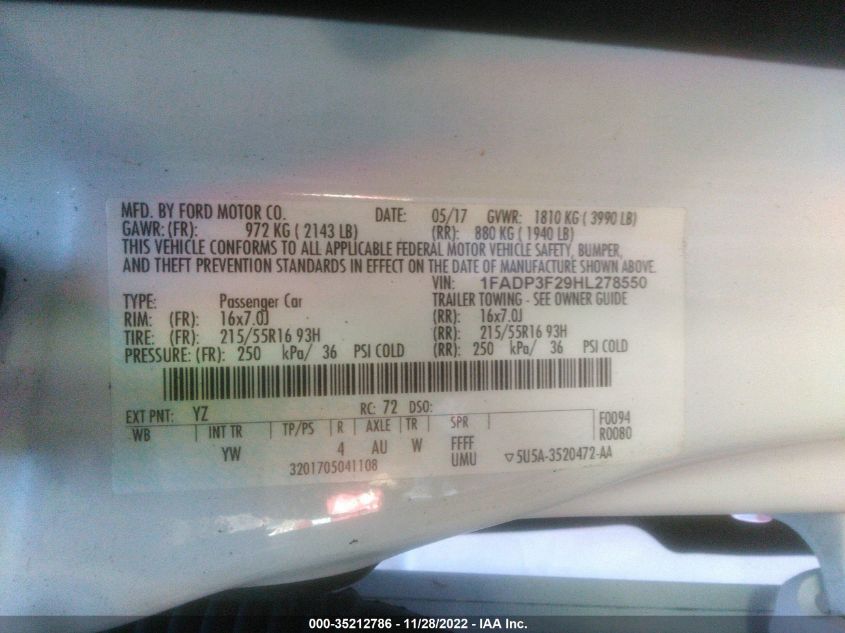 MFD. BY FORD MOTOR CO. DATE: 05/17 GVWR: 1810 KG ( 3990 LB)
GAWR: (FR): 972 KG ( 2143 LB) (RR): 880 KG ( 1940 LB)
THIS VEHICLE CONFORMS TO ALL APPLICABLE FEDERAL MOTOR VEHICLE SAFETY, BUMPER,
AND THEFT PREVENTION STANDARDS IN EFFECT ON THE DATE OF MANUFACTURE SHOWN ABOVE.
VIN: 1FADP3F29HL278550
TYPE: Passenger Car TRAILER TOWING - SEE OWNER GUIDE
RIM: (FR): 16x7.0J (RR): 16x7.0J
TIRE: (FR): 215/55R16 93H (RR): 215/55R16 93H
PRESSURE: (FR): 250 kPa/ 36 PSI COLD (RR): 250 kPa/ 36 PSI COLD
EXT PNT: YZ RC: 72 DSO:
WB INT TR TP/PS R AXLE TR SPR F0094
YW 4 AU W FFFF R0080
3201705041108 UMU ▽5U5A-3520472-AA
000-35212786 - 11/28/2022 - IAA Inc.